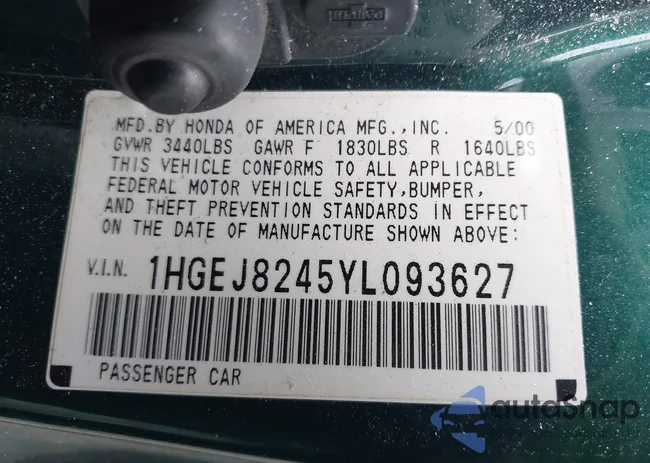 MFD.BY HONDA OF AMERICA MFG.,INC. 5/00
GVWR 3440LBS GAWR F 1830LBS R 1640LBS
THIS VEHICLE CONFORMS TO ALL APPLICABLE
FEDERAL MOTOR VEHICLE SAFETY,BUMPER,
AND THEFT PREVENTION STANDARDS IN EFFECT
ON THE DATE OF MANUFACTURE SHOWN ABOVE:
V.I.N. 1HGEJ8245YL093627
PASSENGER CAR
autoSnap